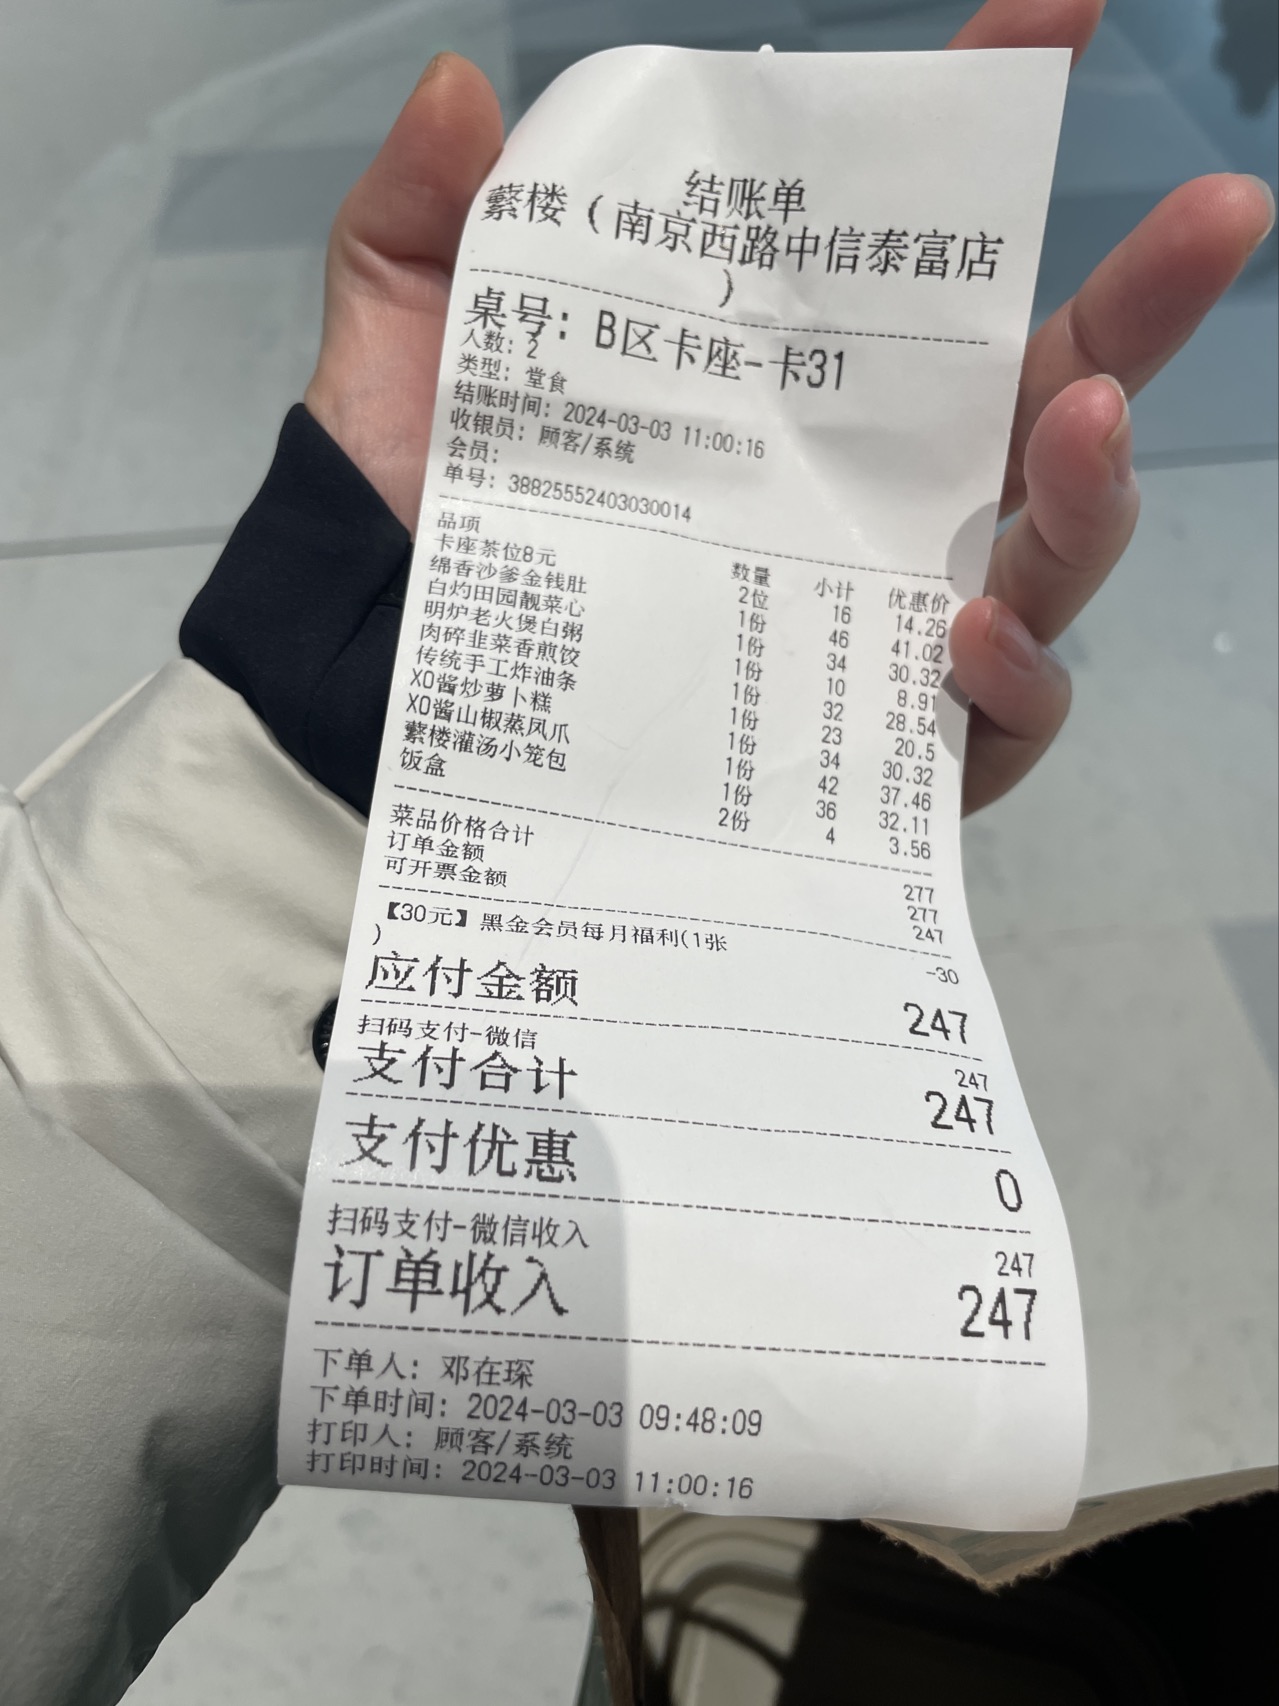 结账单
蘩楼（南京西路中信泰富店
）
桌号: B区卡座-卡31
人数: 2
类型: 堂食
结账时间: 2024-03-03 11:00:16
收银员: 顾客/系统
会员:
单号: 38825552403030014
品项 数量 小计 优惠价
卡座茶位8元 2位 16 14.26
绵香沙爹金钱肚 1份 46 41.02
白灼田园靓菜心 1份 34 30.32
明炉老火煲白粥 1份 10 8.91
肉碎韭菜香煎饺 1份 32 28.54
传统手工炸油条 1份 23 20.5
XO酱炒萝卜糕 1份 34 30.32
XO酱山椒蒸凤爪 1份 42 37.46
蘩楼灌汤小笼包 1份 36 32.11
饭盒 2份 4 3.56
菜品价格合计 277
订单金额 277
可开票金额 247
【30元】黑金会员每月福利(1张
) -30
应付金额 247
扫码支付-微信 247
支付合计 247
支付优惠 0
扫码支付-微信收入 247
订单收入 247
下单人: 邓在琛
下单时间: 2024-03-03 09:48:09
打印人: 顾客/系统
打印时间: 2024-03-03 11:00:16